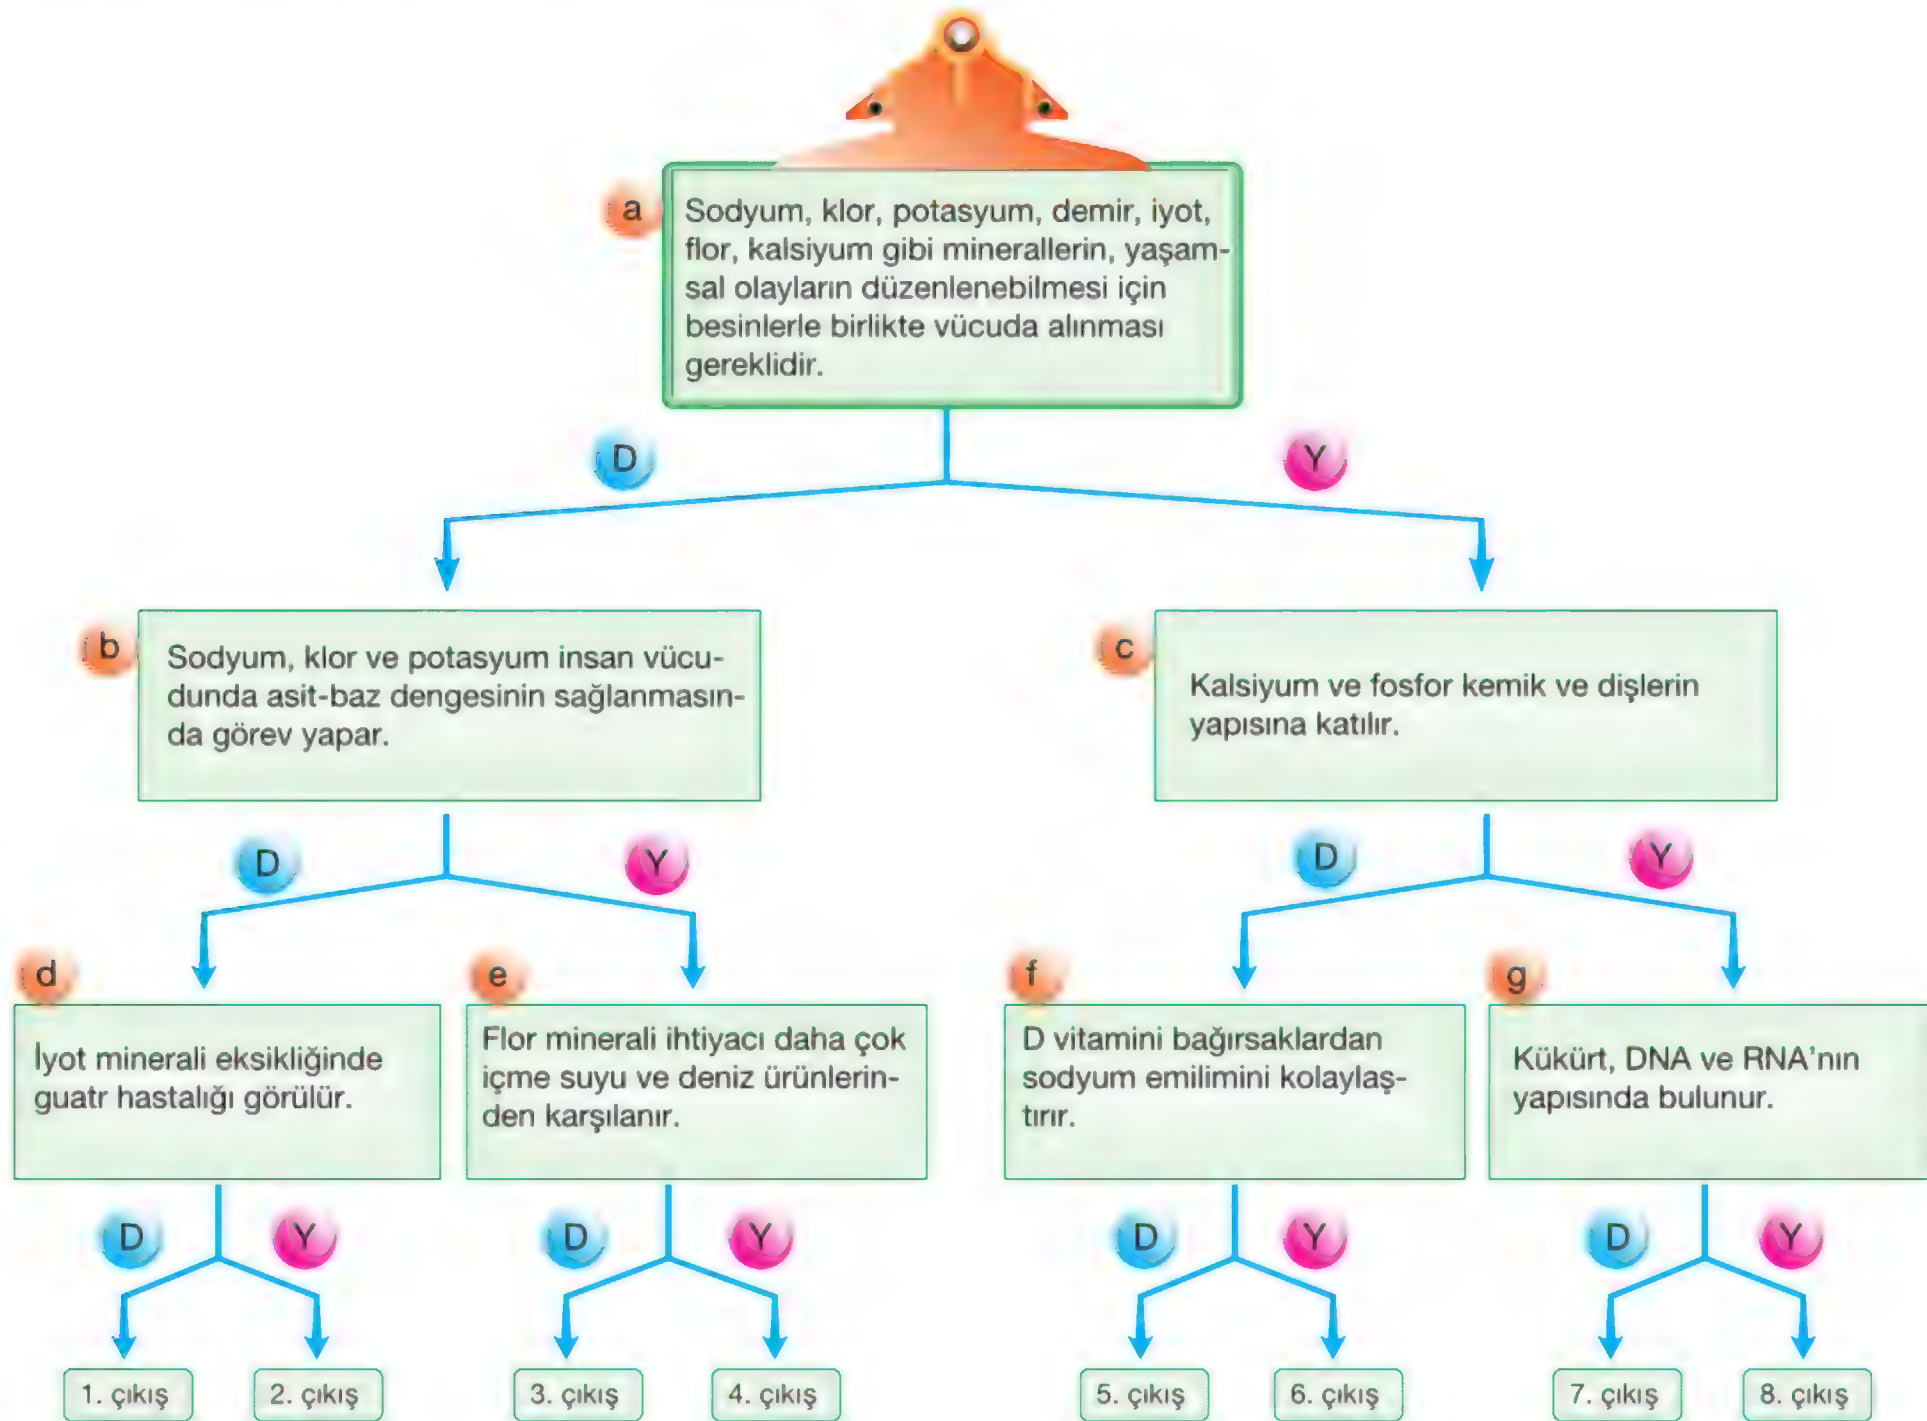 a
Sodyum, klor, potasyum, demir, iyot,
flor, kalsiyum gibi minerallerin, yaşam-
sal olayların düzenlenebilmesi için
besinlerle birlikte vücuda alınması
gereklidir.
D
Y
b
Sodyum, klor ve potasyum insan vücu-
dunda asit-baz dengesinin sağlanmasın-
da görev yapar.
c
Kalsiyum ve fosfor kemik ve dişlerin
yapısına katılır.
D
Y
D
Y
d
İyot minerali eksikliğinde
guatr hastalığı görülür.
e
Flor minerali ihtiyacı daha çok
içme suyu ve deniz ürünlerin-
den karşılanır.
f
D vitamini bağırsaklardan
sodyum emilimini kolaylaş-
tırır.
g
Kükürt, DNA ve RNA'nın
yapısında bulunur.
D
Y
D
Y
D
Y
D
Y
1. çıkış
2. çıkış
3. çıkış
4. çıkış
5. çıkış
6. çıkış
7. çıkış
8. çıkış